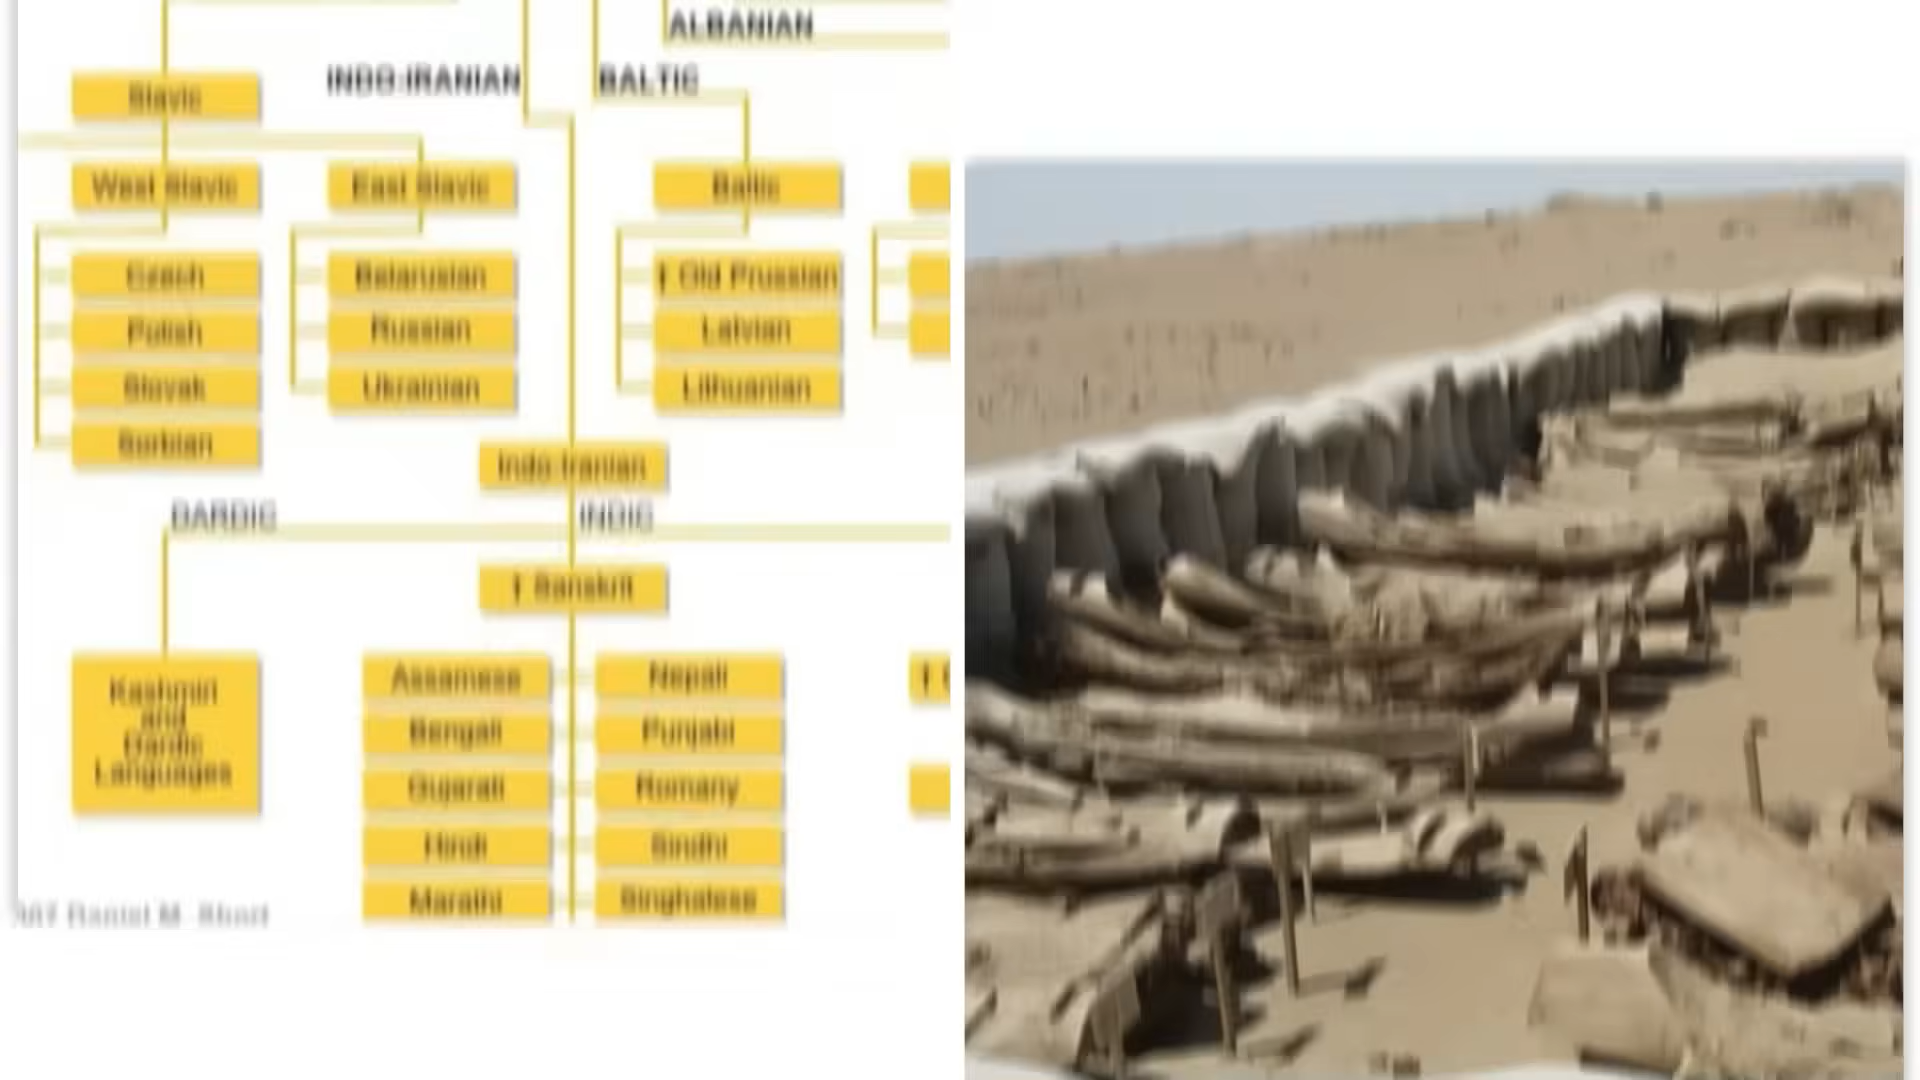 ALBANIAN
INDO-IRANIAN
BALTIC
Slavic
West Slavic
East Slavic
Baltic
Czech
Belarusian
† Old Prussian
Polish
Russian
Latvian
Slovak
Ukrainian
Lithuanian
Sorbian
Indo-Iranian
DARDIC
INDIC
† Sanskrit
Kashmiri
and
Dardic
Languages
Assamese
Nepali
Bengali
Punjabi
Gujarati
Romany
Hindi
Sindhi
Marathi
Singhalese
Daniel M. Short